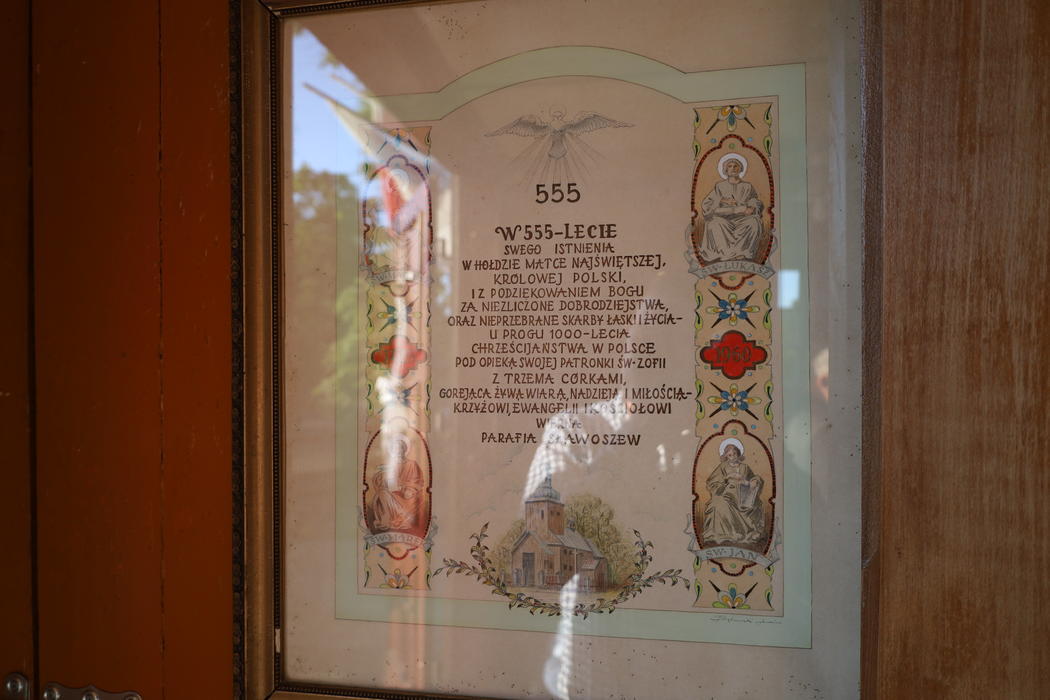 555
W 555-LECIE
SWEGO ISTNIENIA
W HOŁDZIE MATCE NAJŚWIĘTSZEJ,
KRÓLOWEJ POLSKI,
I Z PODZIĘKOWANIEM BOGU
ZA NIEZLICZONE DOBRODZIEJSTWA,
ORAZ NIEPRZEBRANE SKARBY ŁASKI I ŻYCIA-
U PROGU 1000-LECIA
CHRZEŚCIJAŃSTWA W POLSCE
POD OPIEKĄ SWOJEJ PATRONKI ŚW. ZOFII
Z TRZEMA CÓRKAMI,
GOREJĄCA ŻYWĄ WIARĄ, NADZIEJĄ I MIŁOŚCIĄ-
KRZYŻOWI, EWANGELII I KOŚCIOŁOWI
WIERNA
PARAFIA SŁAWOSZEW
ŚW. ŁUKASZ
ŚW. MAREK
ŚW. JAN